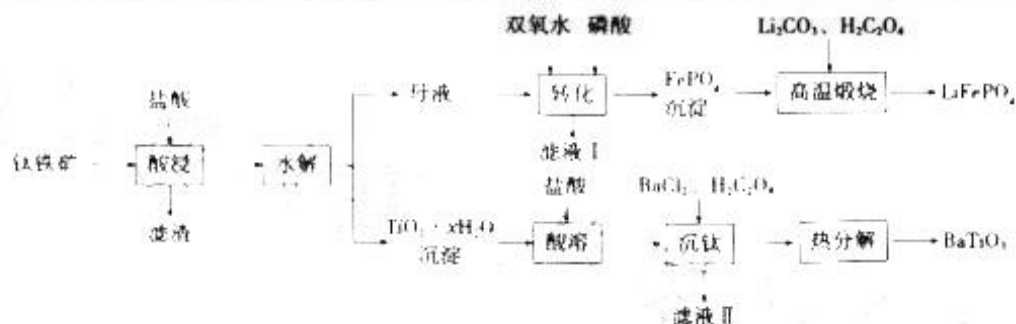 双氧水 磷酸
Li₂CO₃、H₂C₂O₄
盐酸
母液
转化
FePO₄
沉淀
高温煅烧
LiFePO₄
钛铁矿
酸浸
水解
滤液Ⅰ
滤渣
盐酸
BaCl₂、H₂C₂O₄
TiO₂·xH₂O
沉淀
酸溶
沉钛
热分解
BaTiO₃
滤液Ⅱ